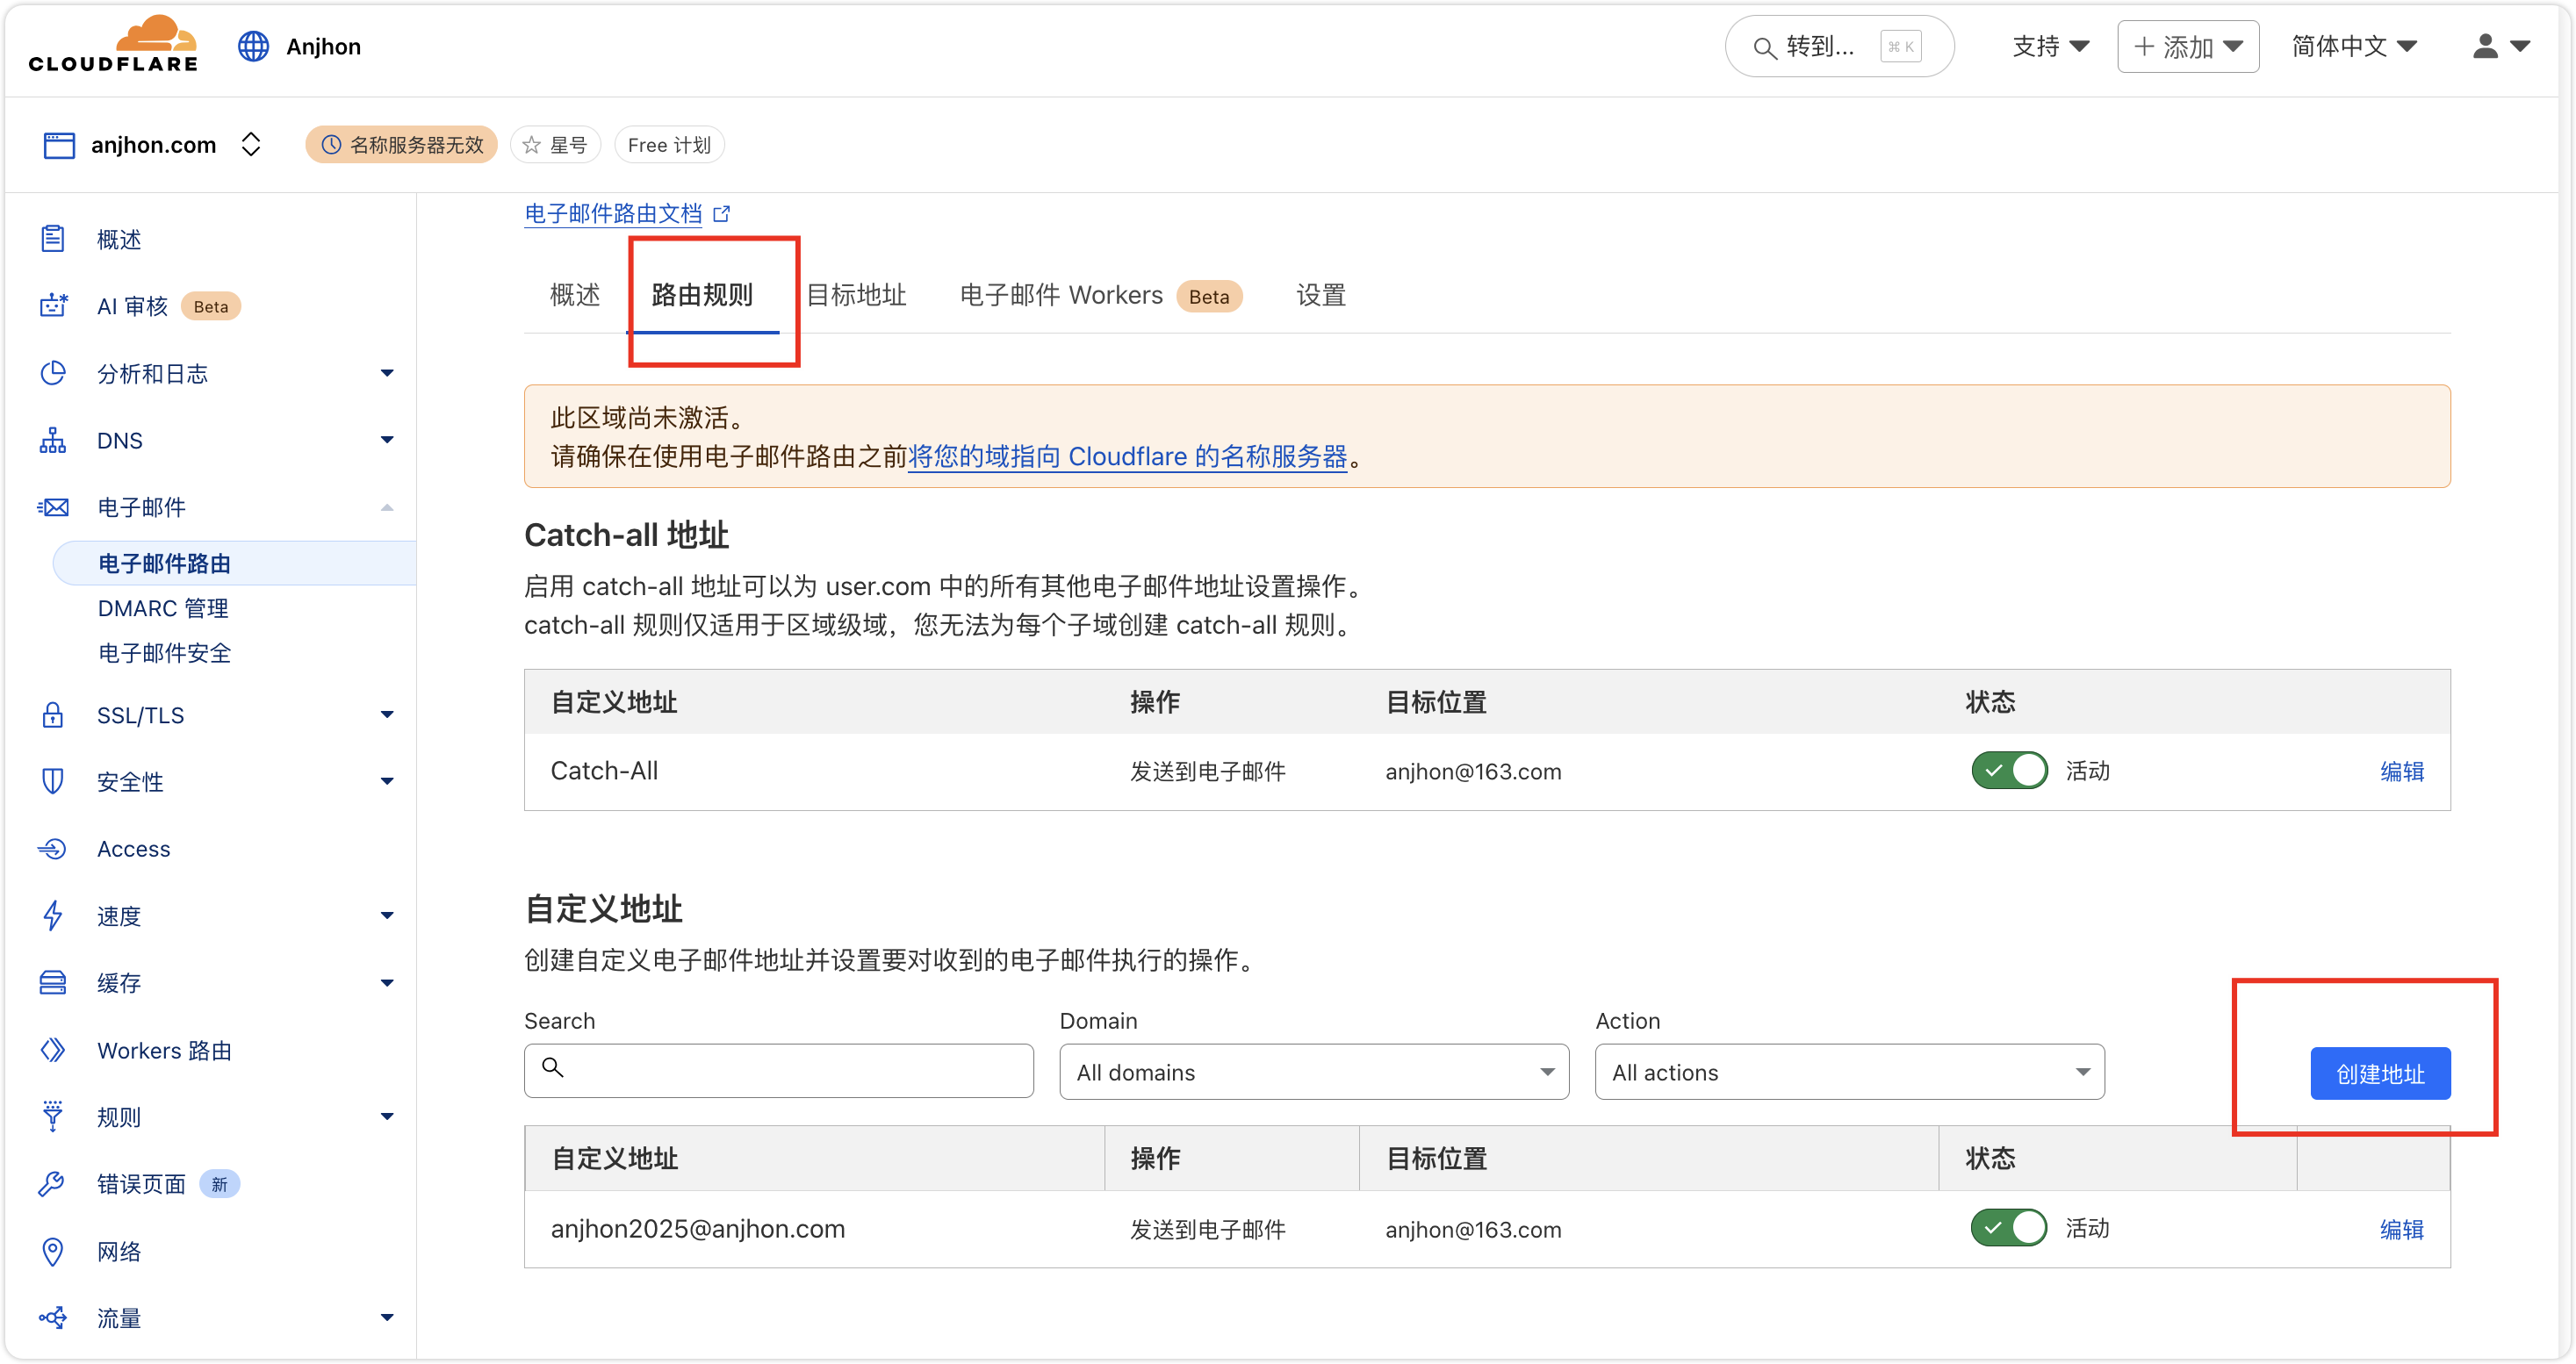 CLOUDFLARE
Anjhon
转到...
⌘ K
支持
添加
简体中文
anjhon.com
名称服务器无效
星号
Free 计划
概述
AI 审核 Beta
分析和日志
DNS
电子邮件
电子邮件路由
DMARC 管理
电子邮件安全
SSL/TLS
安全性
Access
速度
缓存
Workers 路由
规则
错误页面 新
网络
流量
电子邮件路由文档
概述
路由规则
目标地址
电子邮件 Workers Beta
设置
此区域尚未激活。
请确保在使用电子邮件路由之前将您的域指向 Cloudflare 的名称服务器。
Catch-all 地址
启用 catch-all 地址可以为 user.com 中的所有其他电子邮件地址设置操作。
catch-all 规则仅适用于区域级域，您无法为每个子域创建 catch-all 规则。
自定义地址 操作 目标位置 状态
Catch-All 发送到电子邮件 anjhon@163.com 活动 编辑
自定义地址
创建自定义电子邮件地址并设置要对收到的电子邮件执行的操作。
Search Domain Action
All domains All actions 创建地址
自定义地址 操作 目标位置 状态
anjhon2025@anjhon.com 发送到电子邮件 anjhon@163.com 活动 编辑